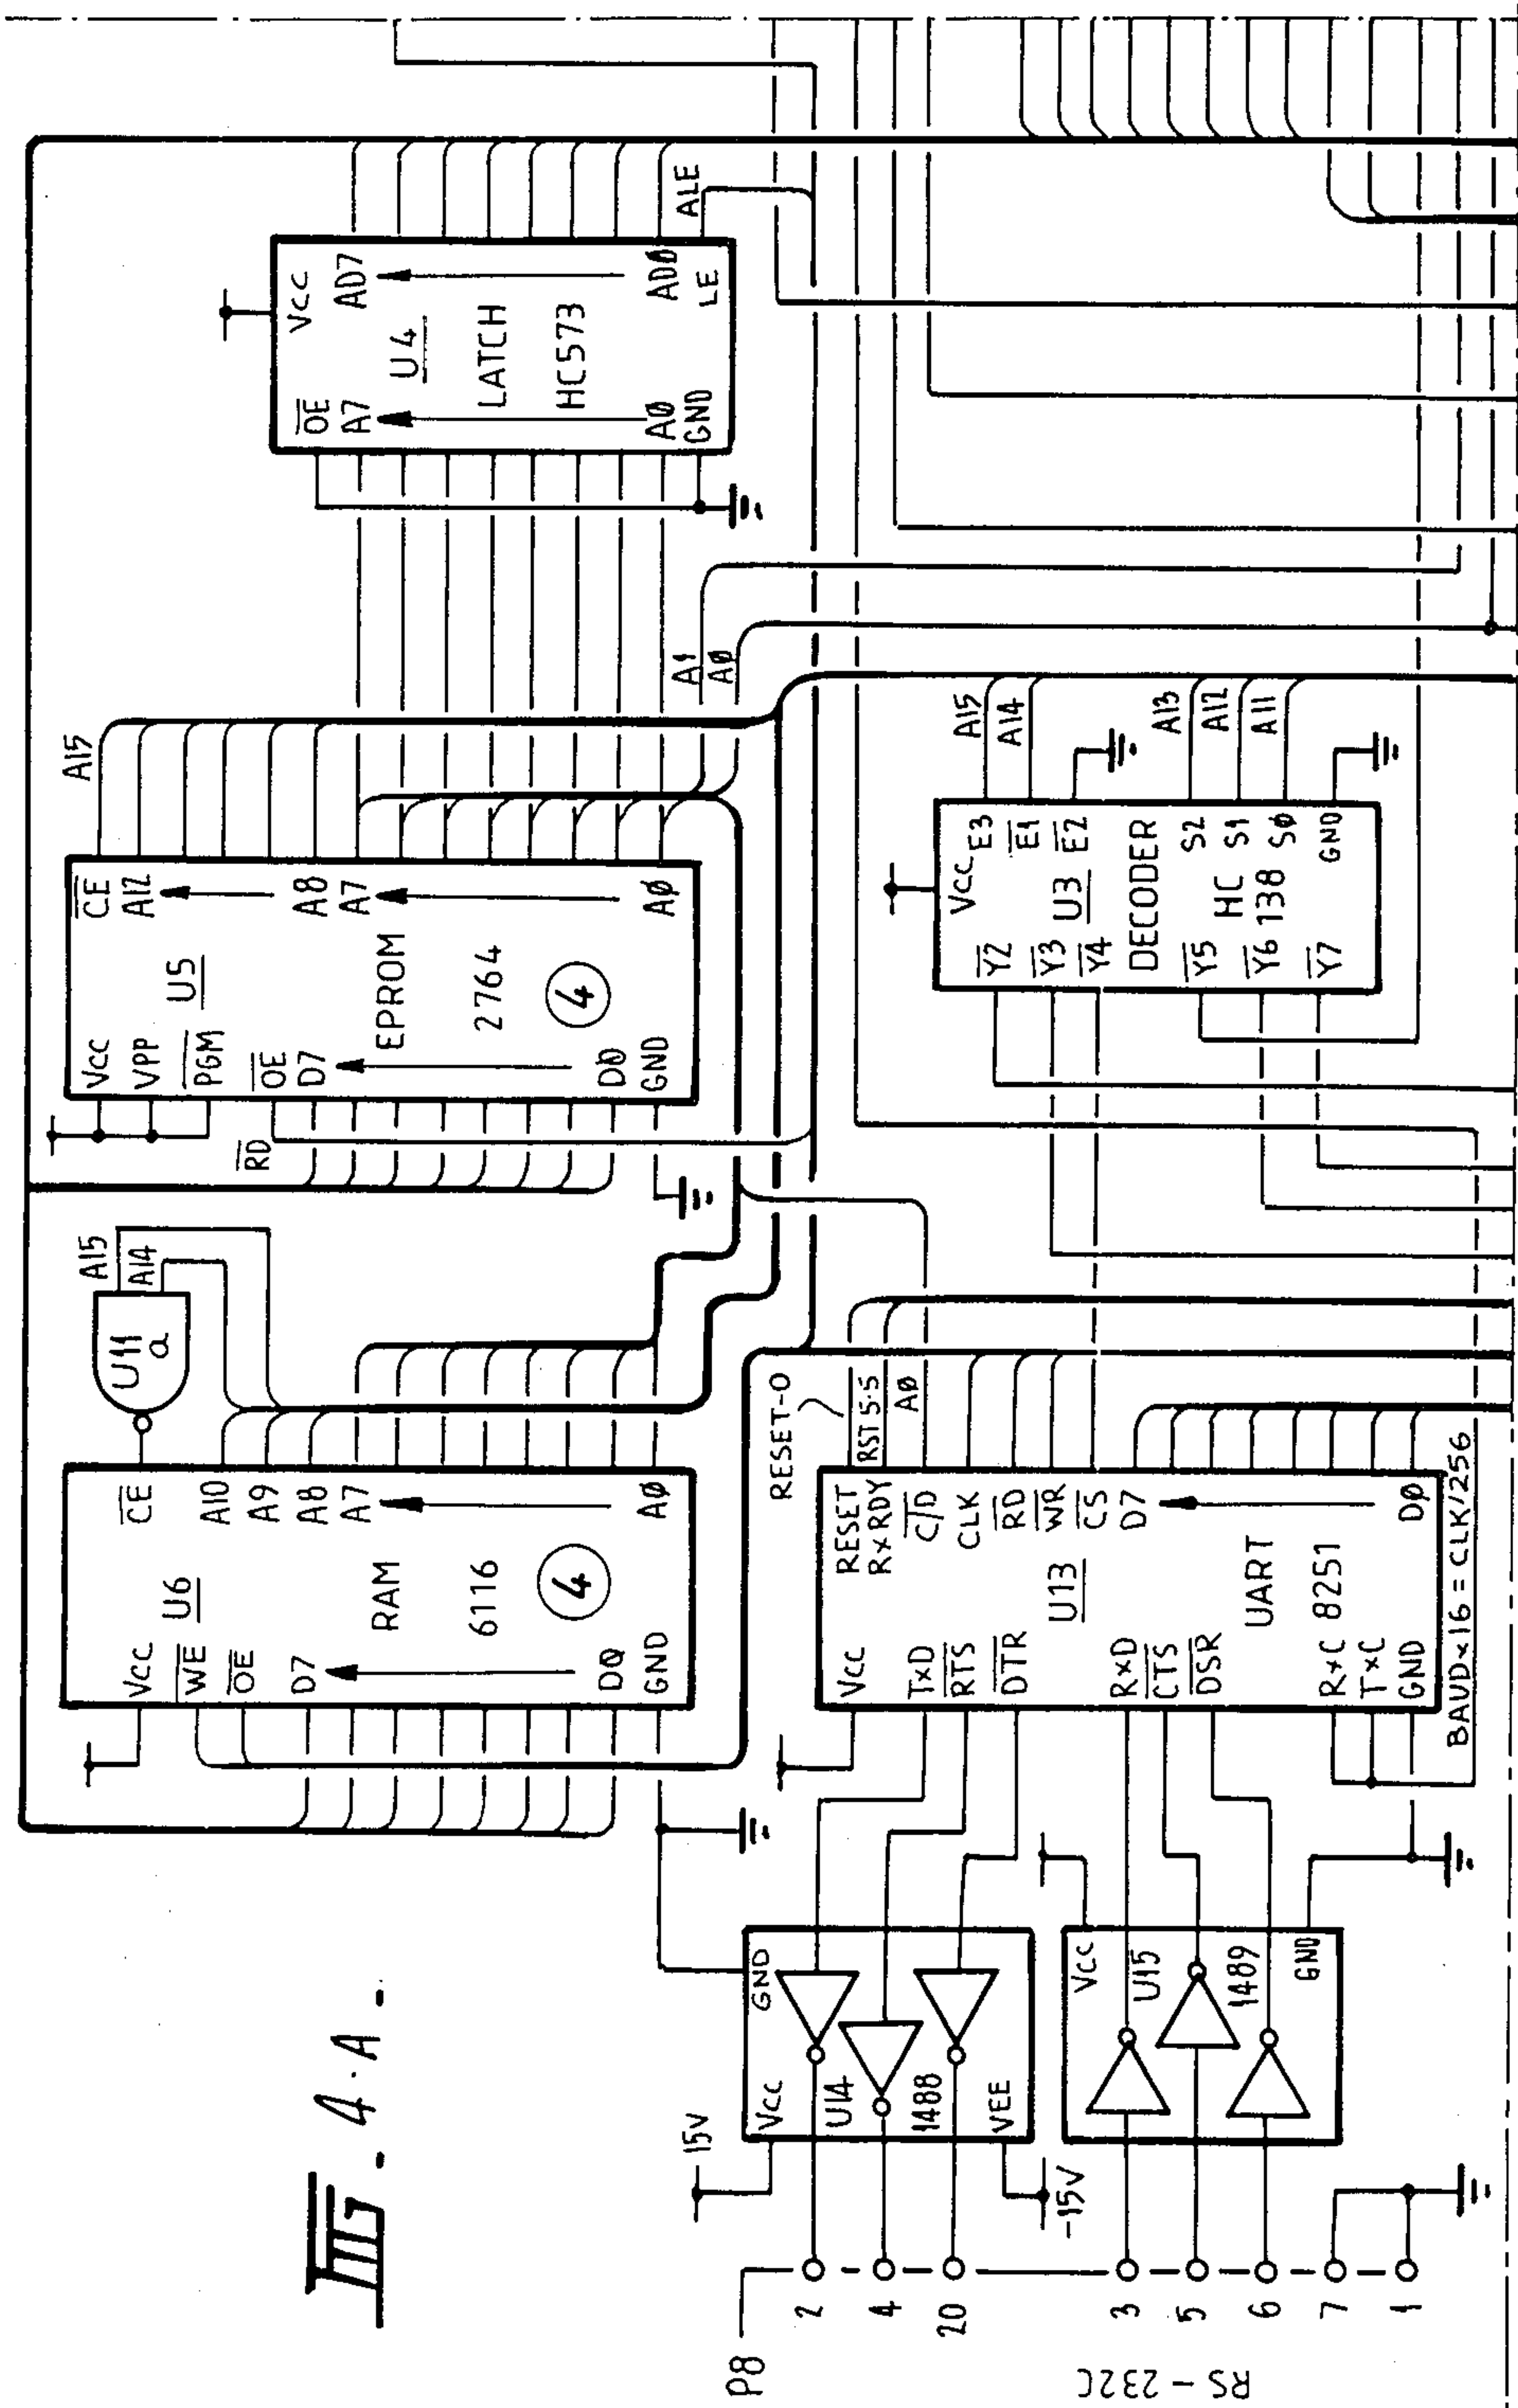 FIG. 4.A.
A15
A14
U11
a
CE
A10
A9
A8
A7
A0
U6
RAM
6116
4
Vcc
WE
OE
D7
D0
GND
A15
CE
A12
A8
A7
A0
U5
EPROM
2764
4
Vcc
VPP
PGM
OE
D7
D0
GND
RD
VCC
AD7
AD0
LE
ALE
U4
LATCH
HC573
OE
A7
A0
GND
A1
A0
A15
A14
A13
A12
A11
Vcc
E3
E1
E2
S2
S1
S0
GND
U3
DECODER
HC
138
Y2
Y3
Y4
Y5
Y6
Y7
RESET-0
RST 5.5
A0
RESET
RxRDY
C/D
CLK
RD
WR
CS
D7
D0
U13
UART
8251
Vcc
TxD
RTS
DTR
RxD
CTS
DSR
RxC
TxC
GND
BAUDx16 = CLK/256
15V
Vcc
GND
U14
1488
VEE
-15V
Vcc
U15
1489
GND
P8
2
4
20
3
5
6
7
1
RS-232C